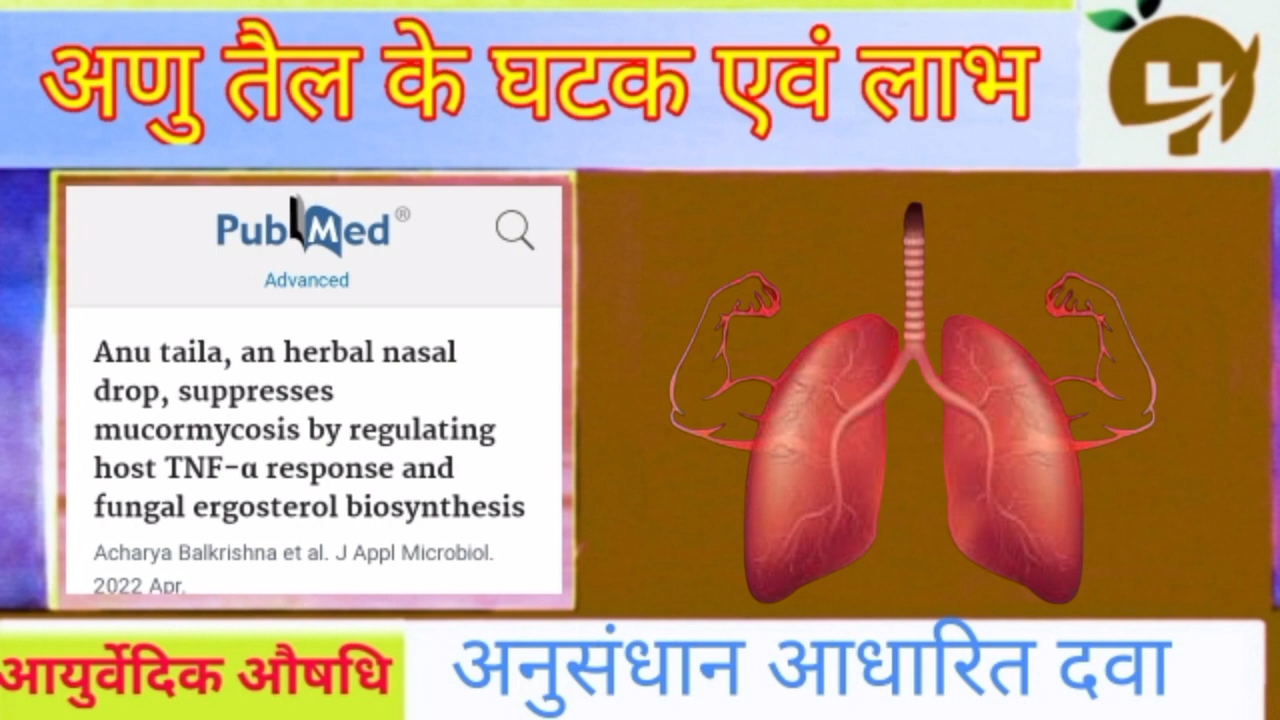 अणु तैल के घटक एवं लाभ
PubMed®
Advanced
Anu taila, an herbal nasal
drop, suppresses
mucormycosis by regulating
host TNF-α response and
fungal ergosterol biosynthesis
Acharya Balkrishna et al. J Appl Microbiol.
2022 Apr.
आयुर्वेदिक औषधि
अनुसंधान आधारित दवा